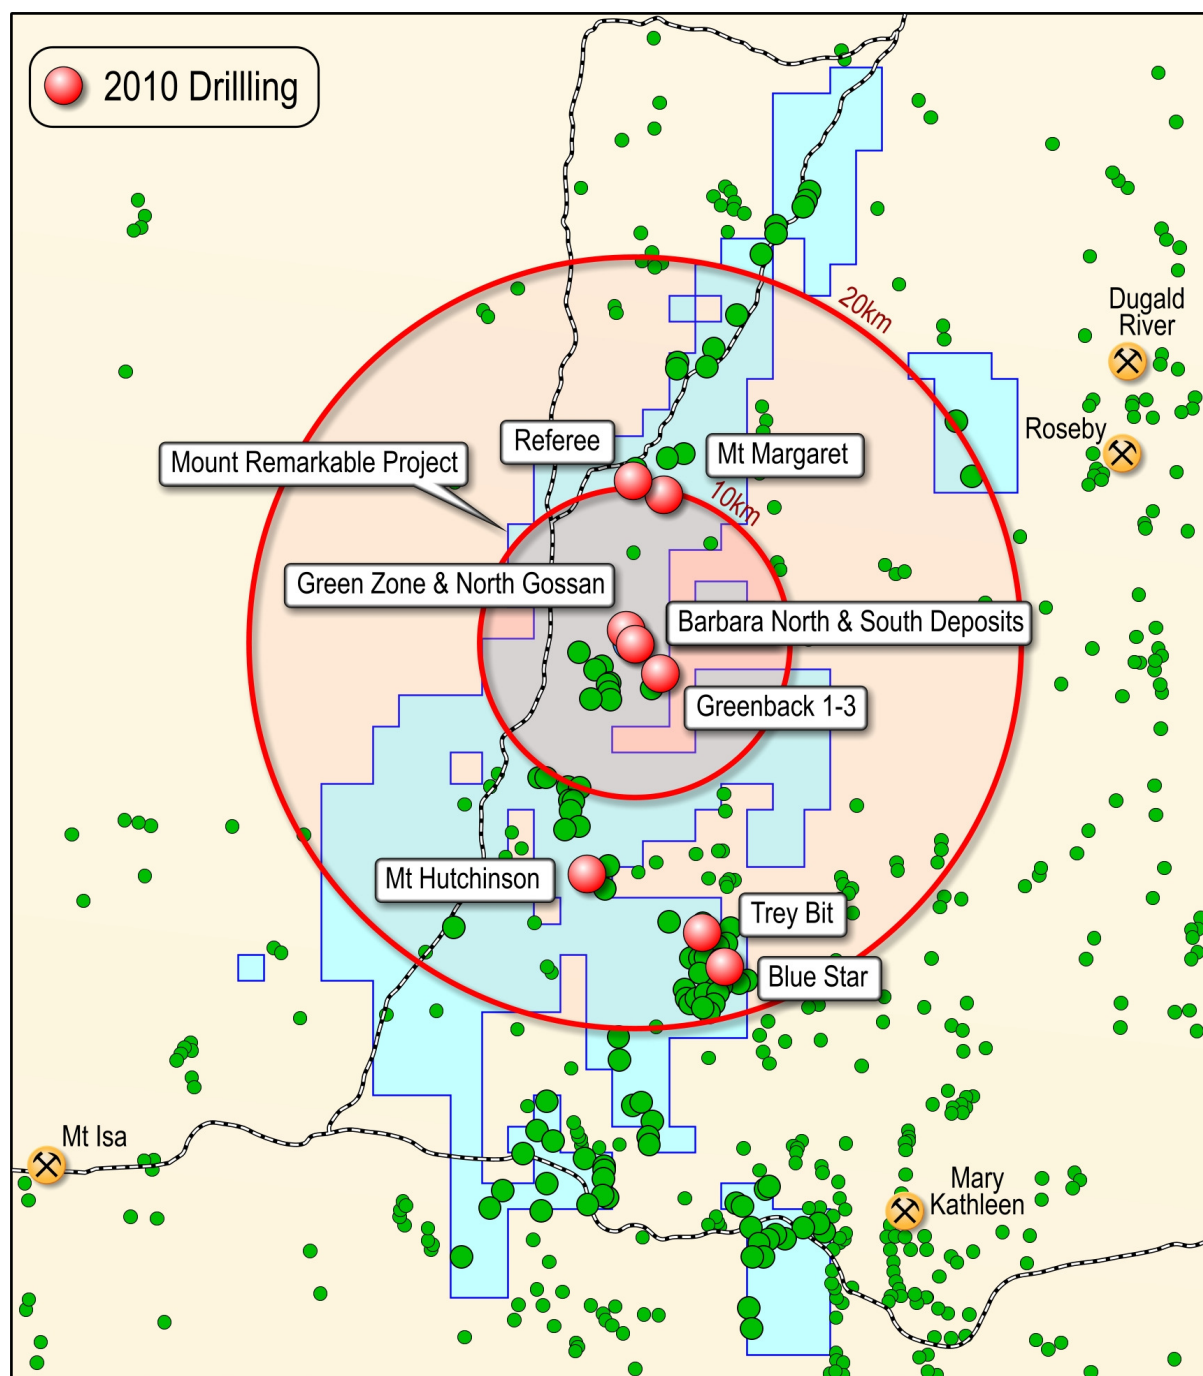 2010 Drillling
20km
Dugald
River
Roseby
Referee
Mt Margaret
Mount Remarkable Project
10km
Green Zone & North Gossan
Barbara North & South Deposits
Greenback 1-3
Mt Hutchinson
Trey Bit
Blue Star
Mt Isa
Mary
Kathleen